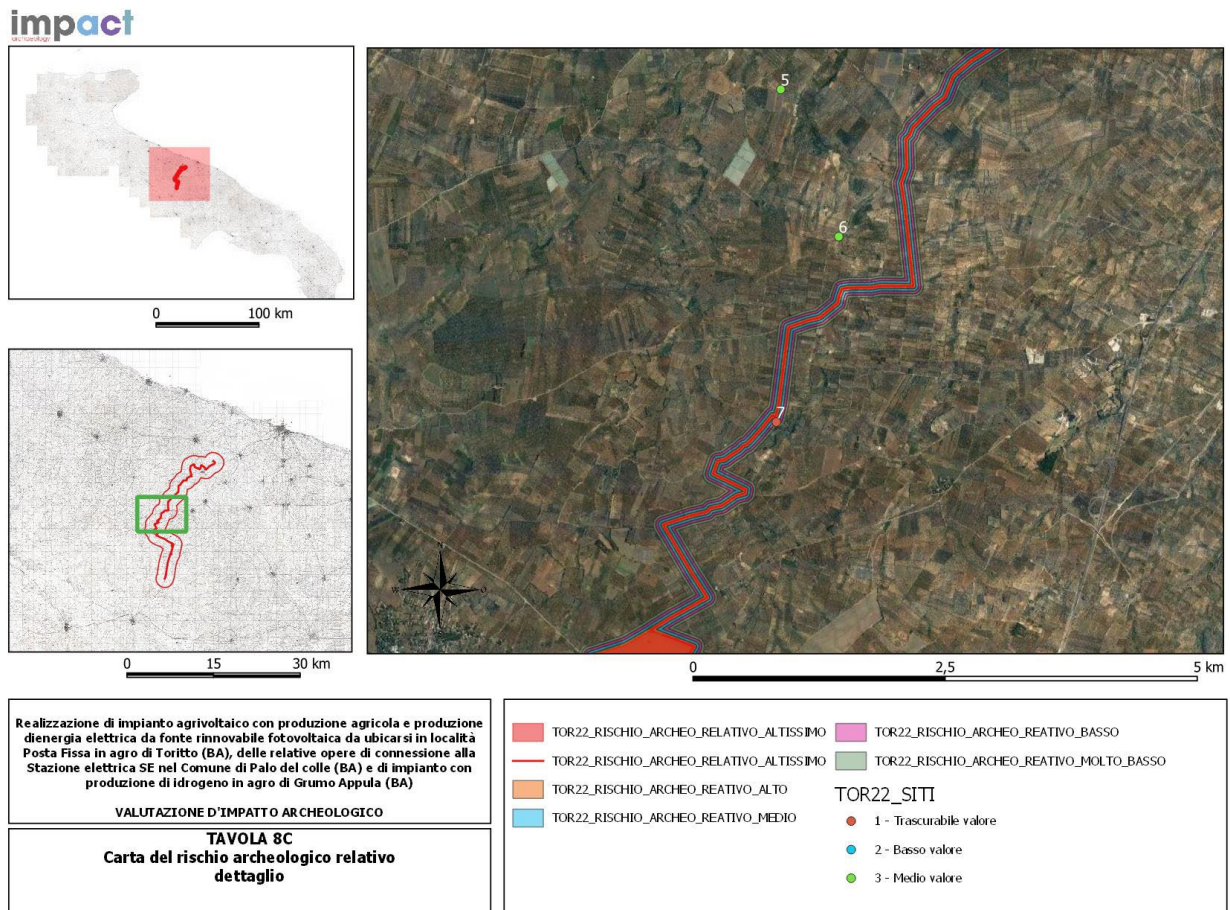 impact
archaeology
0 100 km
0 15 30 km
5
6
7
N
W O
S
0 2,5 5 km
Realizzazione di impianto agrivoltaico con produzione agricola e produzione
dienergia elettrica da fonte rinnovabile fotovoltaica da ubicarsi in località
Posta Fissa in agro di Toritto (BA), delle relative opere di connessione alla
Stazione elettrica SE nel Comune di Palo del colle (BA) e di impianto con
produzione di idrogeno in agro di Grumo Appula (BA)
VALUTAZIONE D'IMPATTO ARCHEOLOGICO
TAVOLA 8C
Carta del rischio archeologico relativo
dettaglio
TOR22_RISCHIO_ARCHEO_RELATIVO_ALTISSIMO
TOR22_RISCHIO_ARCHEO_RELATIVO_ALTISSIMO
TOR22_RISCHIO_ARCHEO_REATIVO_ALTO
TOR22_RISCHIO_ARCHEO_REATIVO_MEDIO
TOR22_RISCHIO_ARCHEO_REATIVO_BASSO
TOR22_RISCHIO_ARCHEO_REATIVO_MOLTO_BASSO
TOR22_SITI
1 - Trascurabile valore
2 - Basso valore
3 - Medio valore